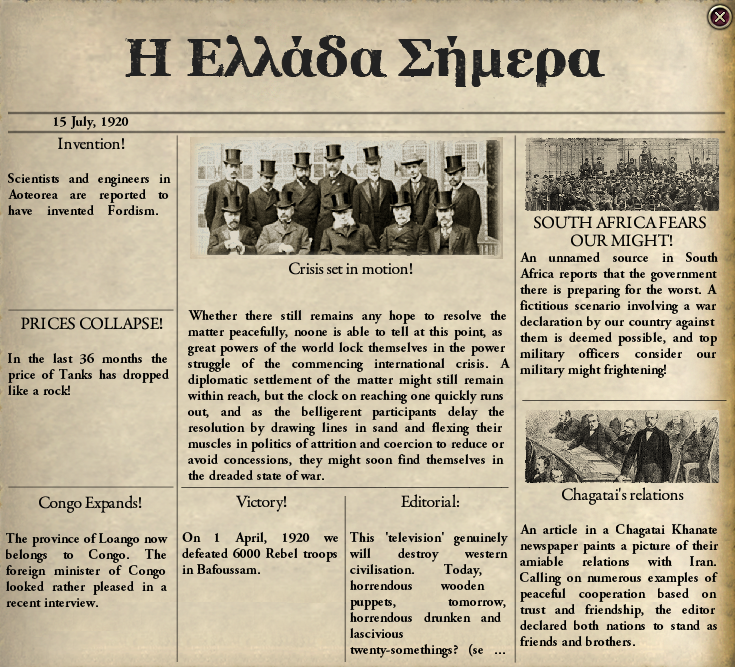 Η Ελλάδα Σήμερα
15 July, 1920
Invention!
Scientists and engineers in
Aoteorea are reported to
have invented Fordism.
PRICES COLLAPSE!
In the last 36 months the
price of Tanks has dropped
like a rock!
Crisis set in motion!
Whether there still remains any hope to resolve the
matter peacefully, noone is able to tell at this point, as
great powers of the world lock themselves in the power
struggle of the commencing international crisis. A
diplomatic settlement of the matter might still remain
within reach, but the clock on reaching one quickly runs
out, and as the belligerent participants delay the
resolution by drawing lines in sand and flexing their
muscles in politics of attrition and coercion to reduce or
avoid concessions, they might soon find themselves in
the dreaded state of war.
SOUTH AFRICA FEARS
OUR MIGHT!
An unnamed source in South
Africa reports that the government
there is preparing for the worst. A
fictitious scenario involving a war
declaration by our country against
them is deemed possible, and top
military officers consider our
military might frightening!
Congo Expands!
The province of Loango now
belongs to Congo. The
foreign minister of Congo
looked rather pleased in a
recent interview.
Victory!
On 1 April, 1920 we
defeated 6000 Rebel troops
in Bafoussam.
Editorial:
This 'television' genuinely
will destroy western
civilisation. Today,
horrendous wooden
puppets, tomorrow,
horrendous drunken and
lascivious
twenty-somethings? (se ...
Chagatai's relations
An article in a Chagatai Khanate
newspaper paints a picture of their
amiable relations with Iran.
Calling on numerous examples of
peaceful cooperation based on
trust and friendship, the editor
declared both nations to stand as
friends and brothers.